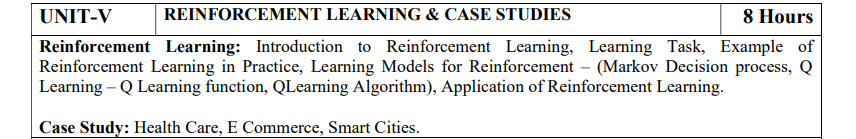 UNIT-V REINFORCEMENT LEARNING & CASE STUDIES 8 Hours
Reinforcement Learning: Introduction to Reinforcement Learning, Learning Task, Example of
Reinforcement Learning in Practice, Learning Models for Reinforcement – (Markov Decision process, Q
Learning – Q Learning function, QLearning Algorithm), Application of Reinforcement Learning.
Case Study: Health Care, E Commerce, Smart Cities.